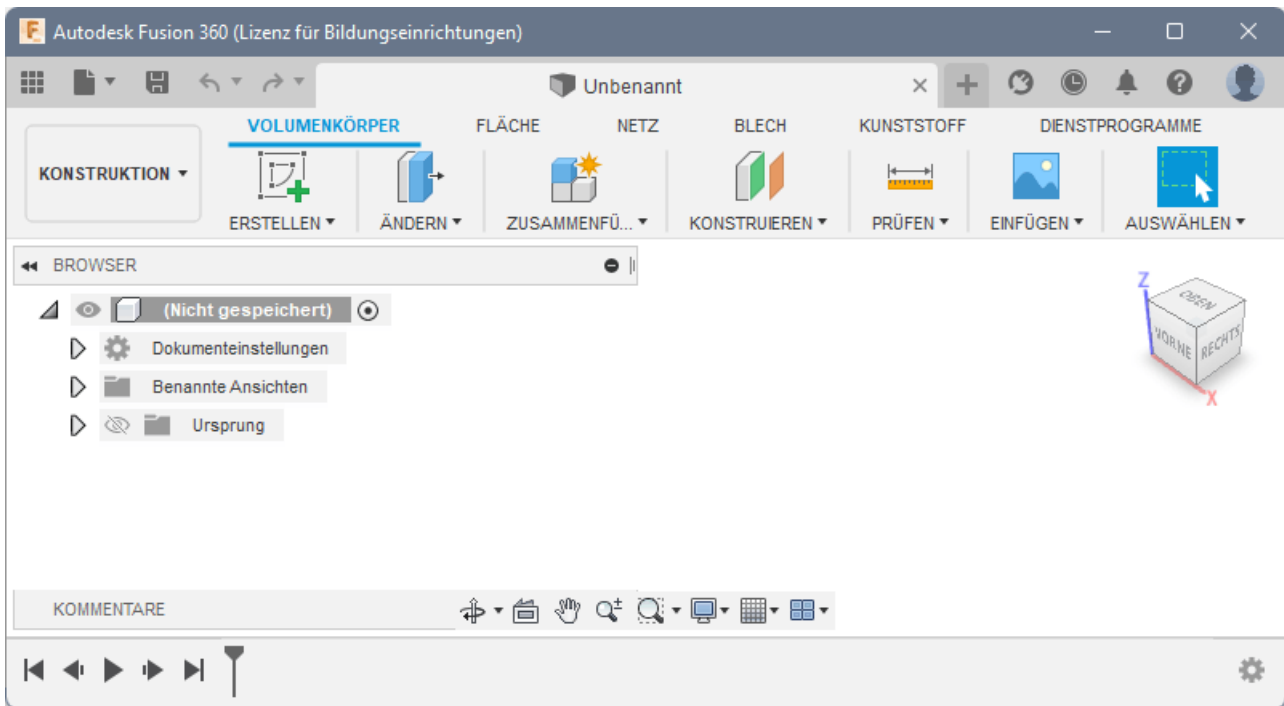 Autodesk Fusion 360 (Lizenz für Bildungseinrichtungen)
Unbenannt
KONSTRUKTION
VOLUMENKÖRPER FLÄCHE NETZ BLECH KUNSTSTOFF DIENSTPROGRAMME
ERSTELLEN ÄNDERN ZUSAMMENFÜ... KONSTRUIEREN PRÜFEN EINFÜGEN AUSWÄHLEN
BROWSER
(Nicht gespeichert)
Dokumenteinstellungen
Benannte Ansichten
Ursprung
Z
OBEN
VORNE RECHTS
X
KOMMENTARE